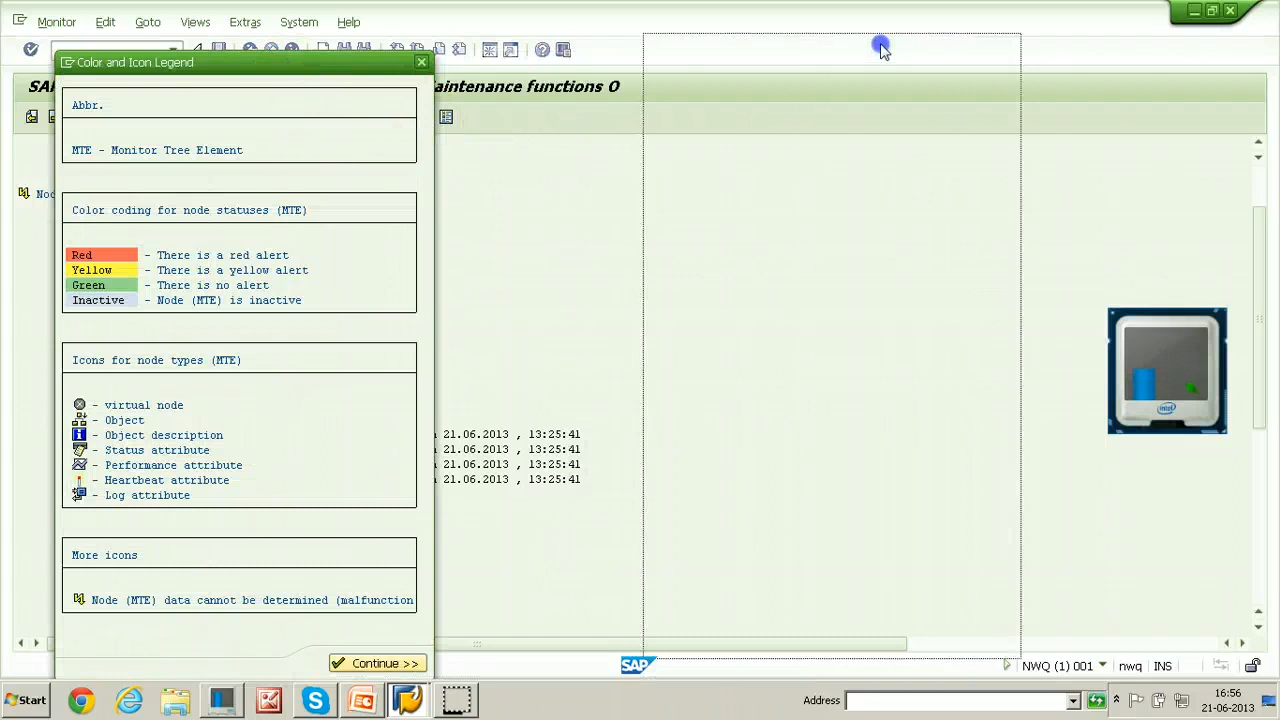 Monitor Edit Goto Views Extras System Help
Color and Icon Legend
aintenance functions O
Abbr.
MTE - Monitor Tree Element
Color coding for node statuses (MTE)
Red - There is a red alert
Yellow - There is a yellow alert
Green - There is no alert
Inactive - Node (MTE) is inactive
Icons for node types (MTE)
- virtual node
- Object
- Object description
- Status attribute
- Performance attribute
- Heartbeat attribute
- Log attribute
21.06.2013 , 13:25:41
21.06.2013 , 13:25:41
21.06.2013 , 13:25:41
21.06.2013 , 13:25:41
More icons
Node (MTE) data cannot be determined (malfunction
Continue >>
intel
SAP
NWQ (1) 001
nwq
INS
Start
Address
16:56
21-06-2013